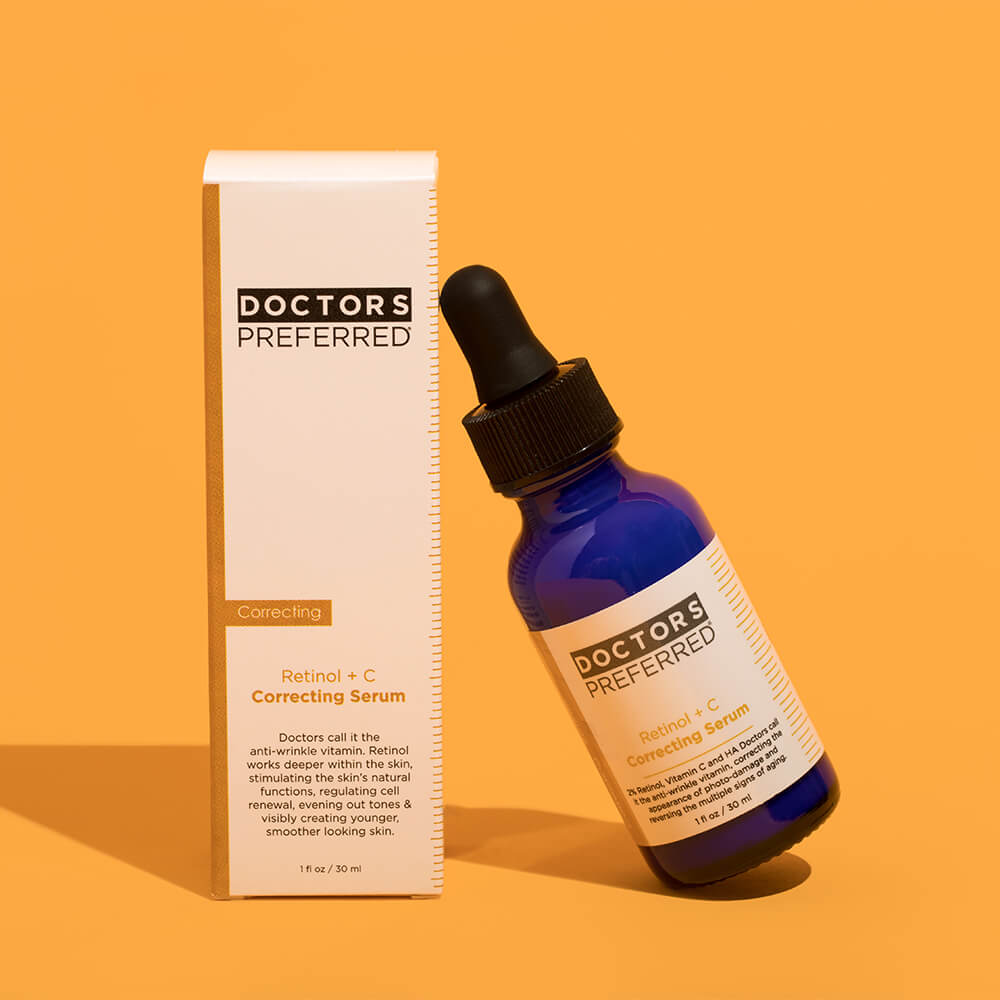 DOCTORS
PREFERRED®
Correcting
Retinol + C
Correcting Serum
Doctors call it the
anti-wrinkle vitamin. Retinol
works deeper within the skin,
stimulating the skin's natural
functions, regulating cell
renewal, evening out tones &
visibly creating younger,
smoother looking skin.
1 fl oz / 30 ml
DOCTORS
PREFERRED®
Retinol + C
Correcting Serum
2% Retinol, Vitamin C and HA Doctors call
it the anti-wrinkle vitamin, correcting the
appearance of photo-damage and
reversing the multiple signs of aging.
1 fl oz / 30 ml